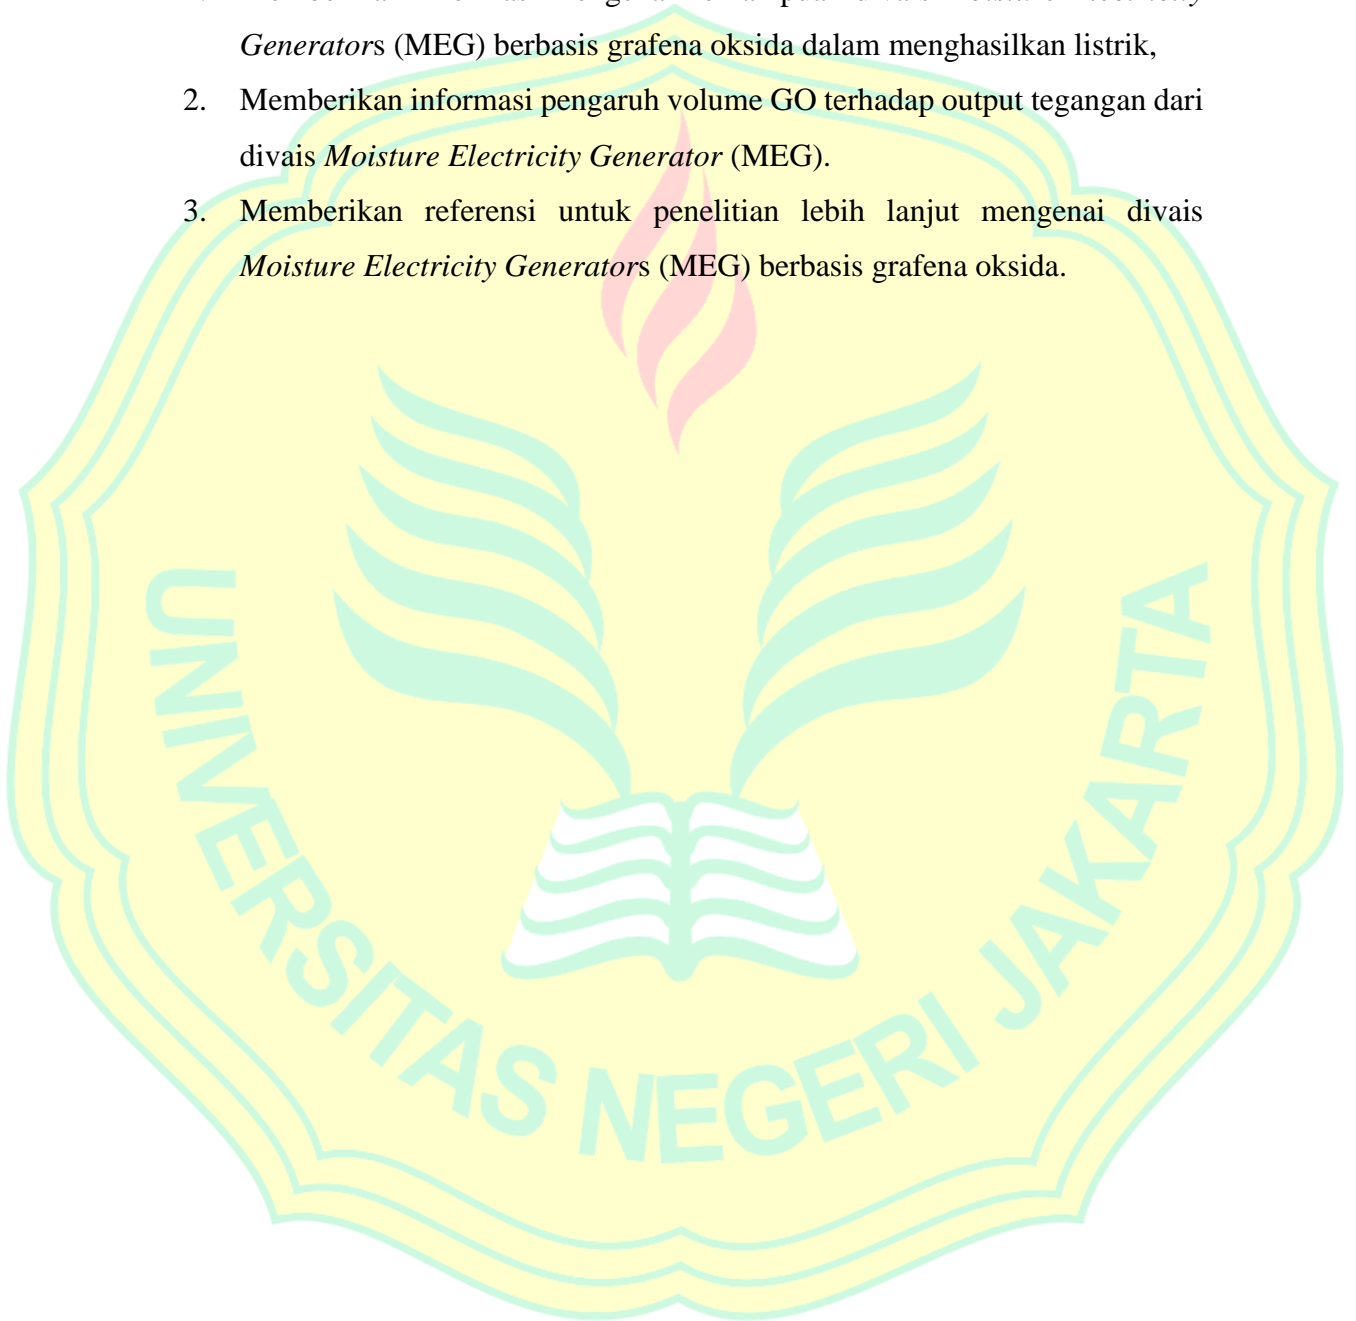 Generators (MEG) berbasis grafena oksida dalam menghasilkan listrik,
2. Memberikan informasi pengaruh volume GO terhadap output tegangan dari
divais Moisture Electricity Generator (MEG).
3. Memberikan referensi untuk penelitian lebih lanjut mengenai divais
Moisture Electricity Generators (MEG) berbasis grafena oksida.
UNIVERSITAS NEGERI JAKARTA